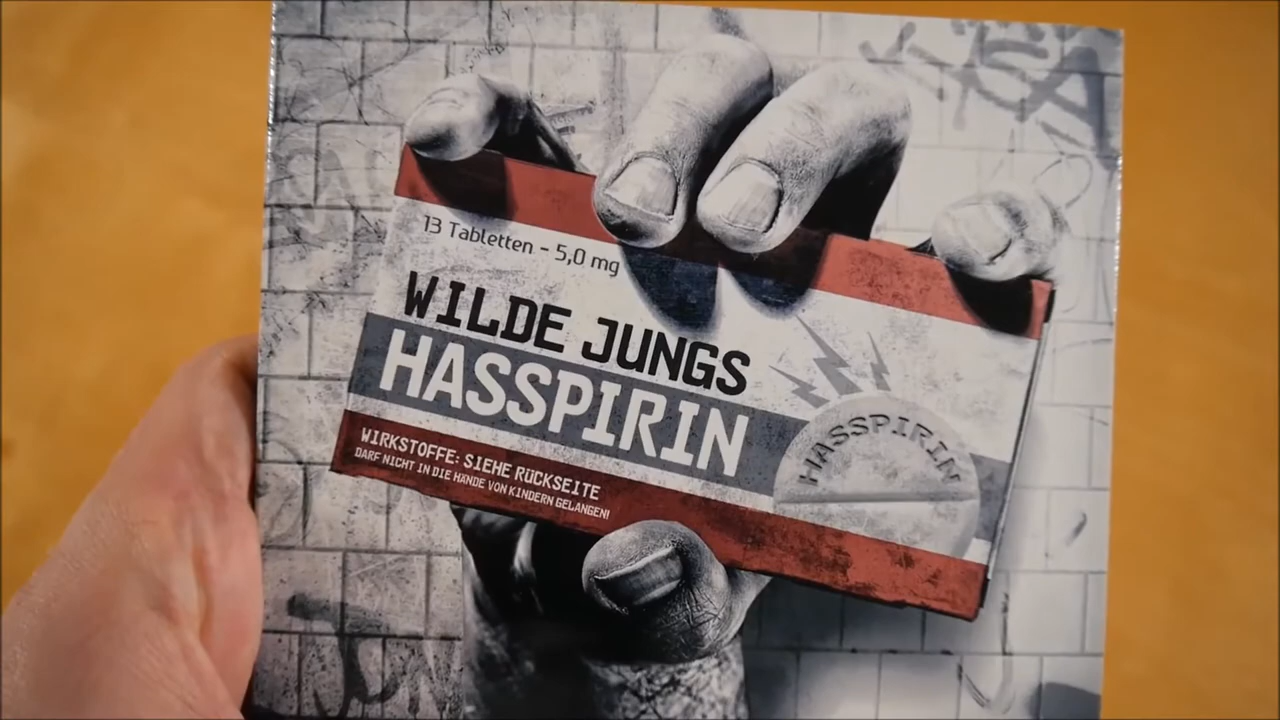 13 Tabletten - 5,0 mg
WILDE JUNGS
HASSPIRIN
HASSPIRIN
WIRKSTOFFE: SIEHE RÜCKSEITE
DARF NICHT IN DIE HÄNDE VON KINDERN GELANGEN!